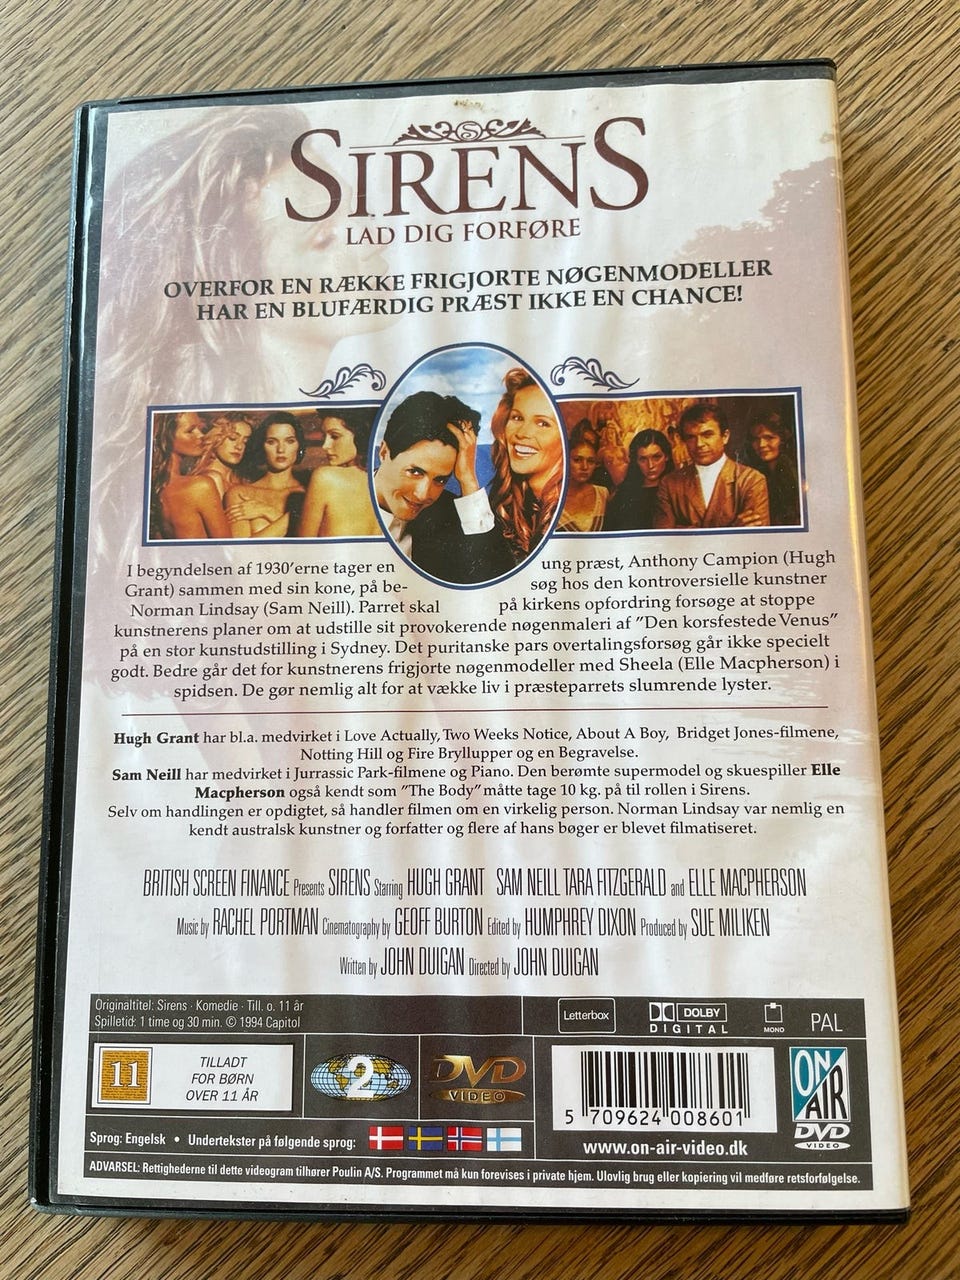 S
SIRENS
LAD DIG FORFØRE
OVERFOR EN RÆKKE FRIGJORTE NØGENMODELLER
HAR EN BLUFÆRDIG PRÆST IKKE EN CHANCE!
I begyndelsen af 1930'erne tager en ung præst, Anthony Campion (Hugh
Grant) sammen med sin kone, på be- søg hos den kontroversielle kunstner
Norman Lindsay (Sam Neill). Parret skal på kirkens opfordring forsøge at stoppe
kunstnerens planer om at udstille sit provokerende nøgenmaleri af "Den korsfestede Venus"
på en stor kunstudstilling i Sydney. Det puritanske pars overtalingsforsøg går ikke specielt
godt. Bedre går det for kunstnerens frigjorte nøgenmodeller med Sheela (Elle Macpherson) i
spidsen. De gør nemlig alt for at vække liv i præsteparrets slumrende lyster.
Hugh Grant har bl.a. medvirket i Love Actually, Two Weeks Notice, About A Boy, Bridget Jones-filmene,
Notting Hill og Fire Bryllupper og en Begravelse.
Sam Neill har medvirket i Jurrassic Park-filmene og Piano. Den berømte supermodel og skuespiller Elle
Macpherson også kendt som "The Body" måtte tage 10 kg. på til rollen i Sirens.
Selv om handlingen er opdigtet, så handler filmen om en virkelig person. Norman Lindsay var nemlig en
kendt australsk kunstner og forfatter og flere af hans bøger er blevet filmatiseret.
BRITISH SCREEN FINANCE Presents SIRENS Starring HUGH GRANT SAM NEILL TARA FITZGERALD and ELLE MACPHERSON
Music by RACHEL PORTMAN Cinematography by GEOFF BURTON Edited by HUMPHREY DIXON Produced by SUE MILIKEN
Written by JOHN DUIGAN Directed by JOHN DUIGAN
Originaltitel: Sirens · Komedie · Till. o. 11 år
Spilletid: 1 time og 30 min. © 1994 Capitol
Letterbox
DOLBY
DIGITAL
MONO
PAL
11
TILLADT
FOR BØRN
OVER 11 ÅR
2
DVD
VIDEO
5 709624 008601
www.on-air-video.dk
ON
AIR
DVD
VIDEO
Sprog: Engelsk • Undertekster på følgende sprog:
ADVARSEL: Rettighederne til dette videogram tilhører Poulin A/S. Programmet må kun forevises i private hjem. Ulovlig brug eller kopiering vil medføre retsforfølgelse.